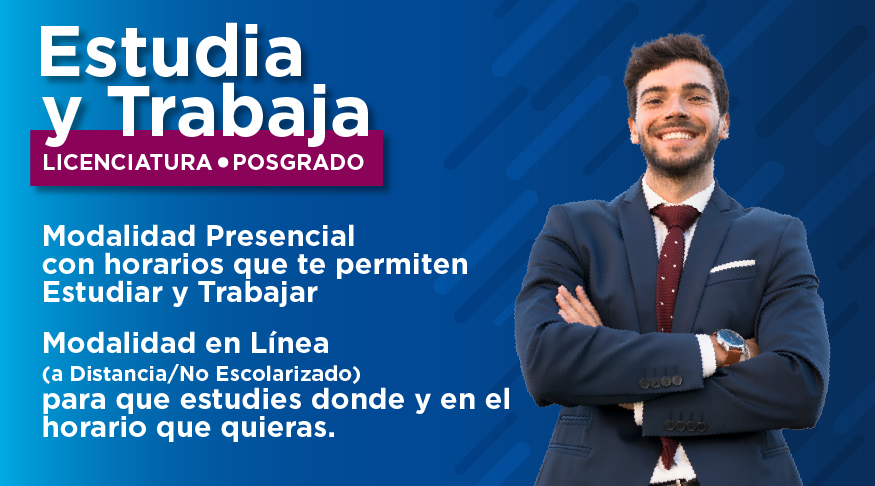 Estudia
y Trabaja
LICENCIATURA • POSGRADO
Modalidad Presencial
con horarios que te permiten
Estudiar y Trabajar
Modalidad en Línea
(a Distancia/No Escolarizado)
para que estudies donde y en el
horario que quieras.